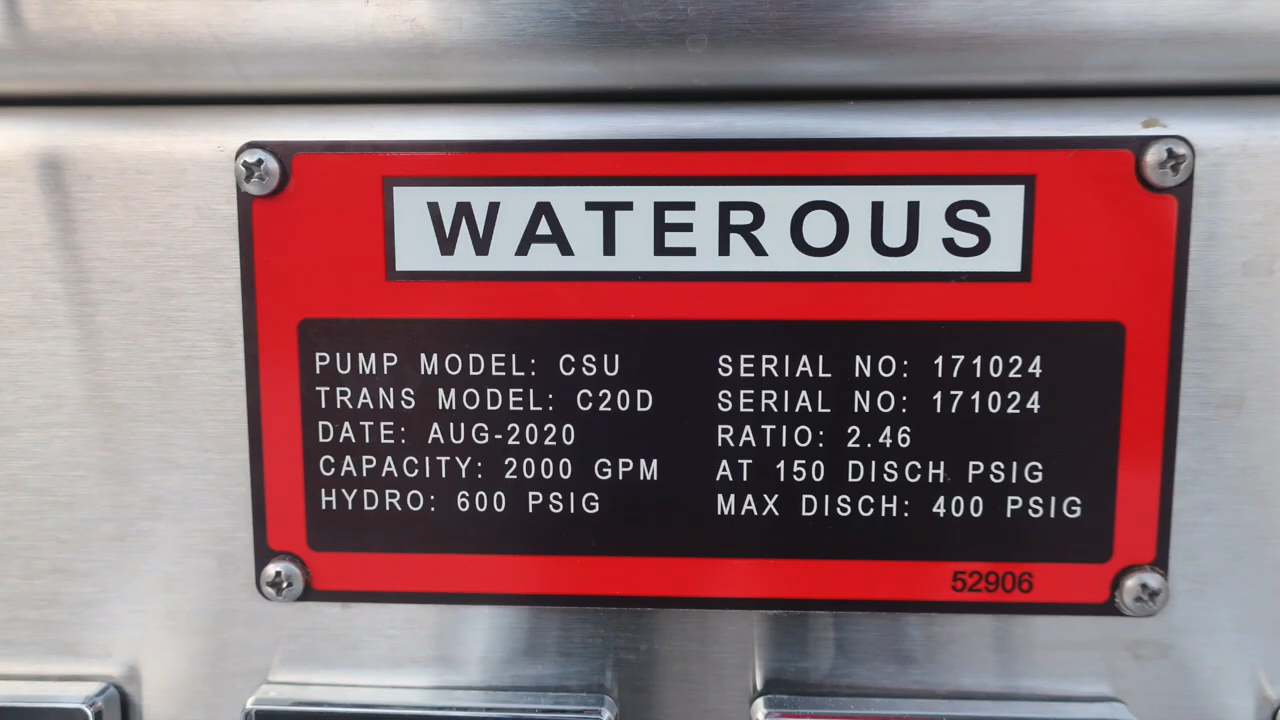 WATEROUS
PUMP MODEL: CSU SERIAL NO: 171024
TRANS MODEL: C20D SERIAL NO: 171024
DATE: AUG-2020 RATIO: 2.46
CAPACITY: 2000 GPM AT 150 DISCH PSIG
HYDRO: 600 PSIG MAX DISCH: 400 PSIG
52906